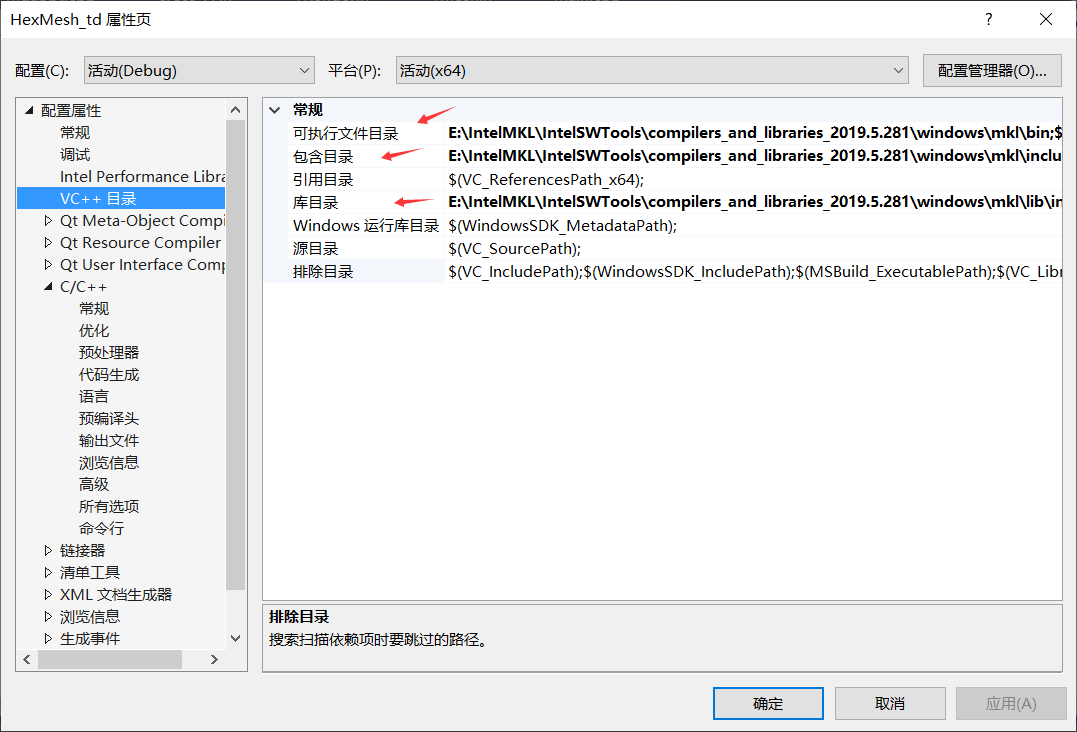 HexMesh_td 属性页
?
配置(C):
活动(Debug)
平台(P):
活动(x64)
配置管理器(O)...
配置属性
常规
调试
Intel Performance Libra
VC++ 目录
Qt Meta-Object Compi
Qt Resource Compiler
Qt User Interface Comp
C/C++
常规
优化
预处理器
代码生成
语言
预编译头
输出文件
浏览信息
高级
所有选项
命令行
链接器
清单工具
XML 文档生成器
浏览信息
生成事件
常规
可执行文件目录 E:\IntelMKL\IntelSWTools\compilers_and_libraries_2019.5.281\windows\mkl\bin;$
包含目录 E:\IntelMKL\IntelSWTools\compilers_and_libraries_2019.5.281\windows\mkl\inclu
引用目录 $(VC_ReferencesPath_x64);
库目录 E:\IntelMKL\IntelSWTools\compilers_and_libraries_2019.5.281\windows\mkl\lib\in
Windows 运行库目录 $(WindowsSDK_MetadataPath);
源目录 $(VC_SourcePath);
排除目录 $(VC_IncludePath);$(WindowsSDK_IncludePath);$(MSBuild_ExecutablePath);$(VC_Libr
排除目录
搜索扫描依赖项时要跳过的路径。
确定
取消
应用(A)